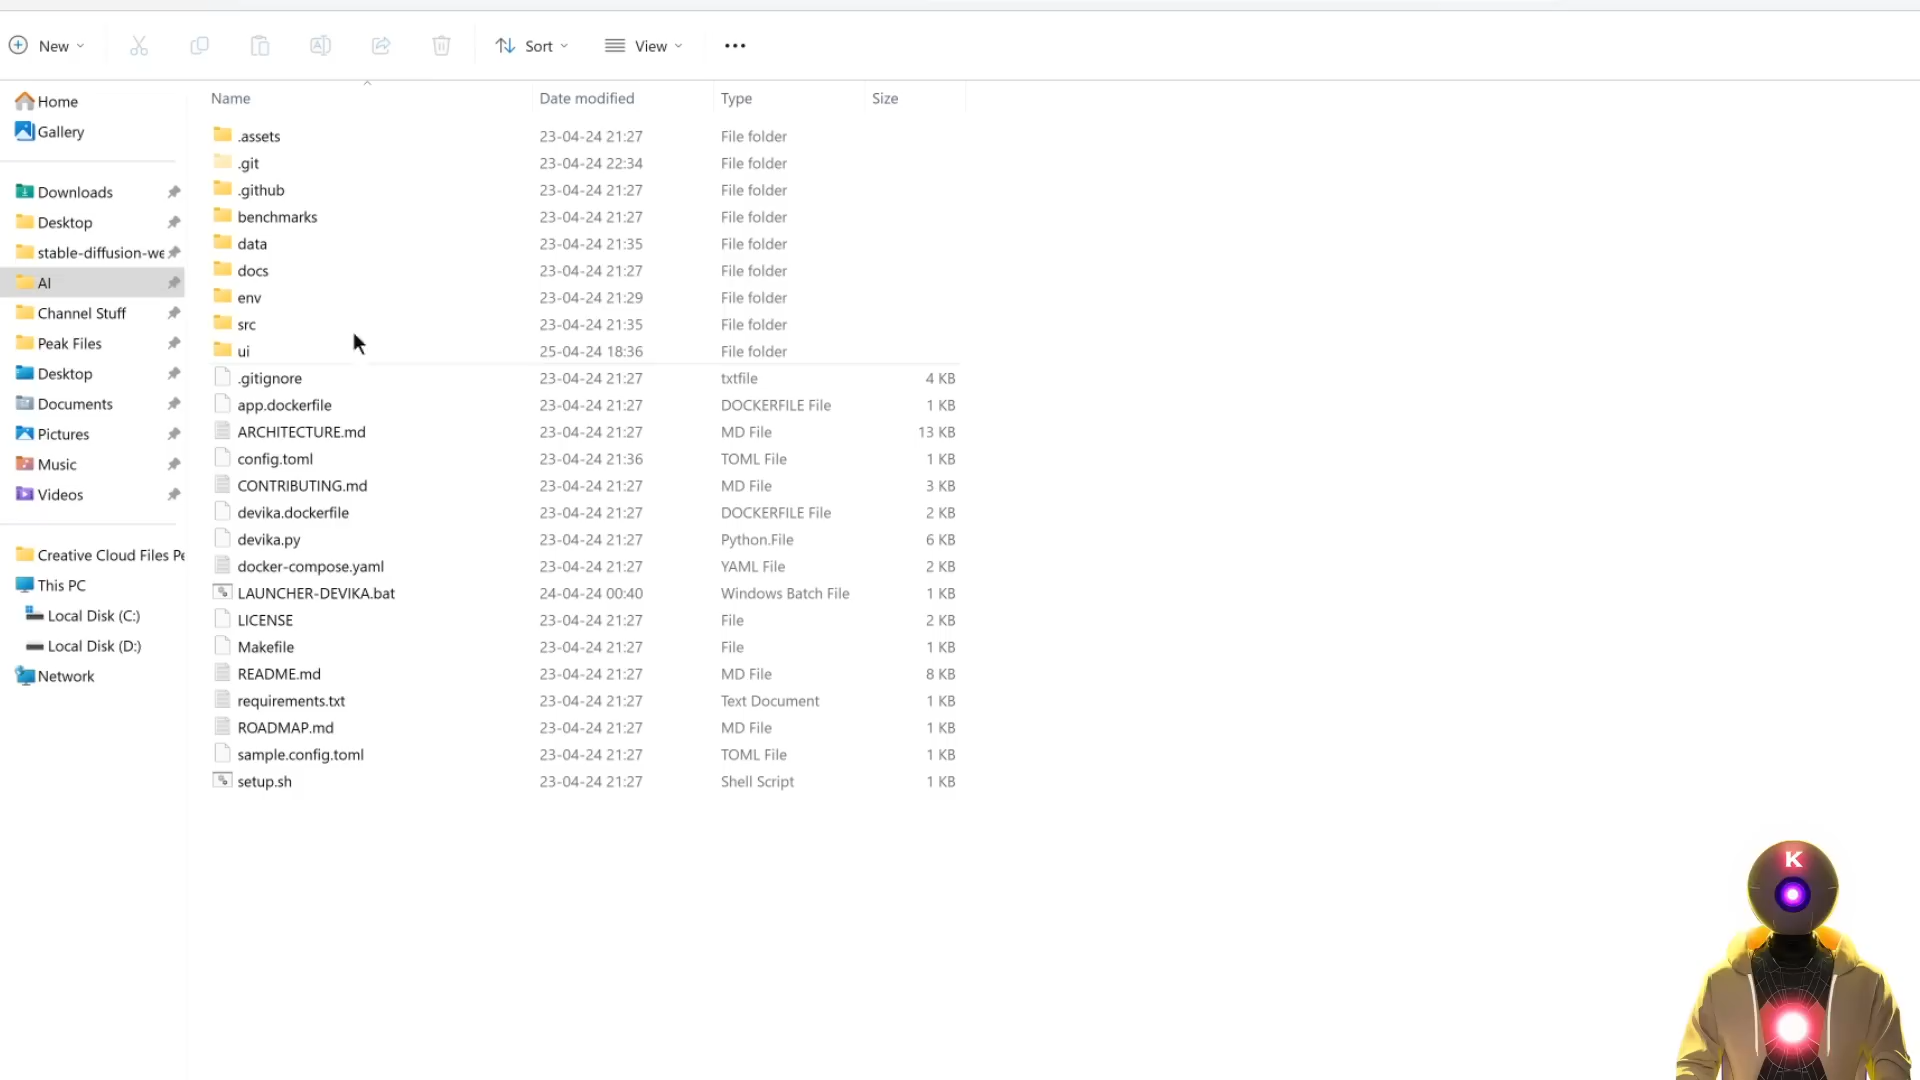 New Sort View
Name Date modified Type Size
Home
Gallery
Downloads
Desktop
stable-diffusion-we
AI
Channel Stuff
Peak Files
Desktop
Documents
Pictures
Music
Videos
Creative Cloud Files Pe
This PC
Local Disk (C:)
Local Disk (D:)
Network
.assets 23-04-24 21:27 File folder
.git 23-04-24 22:34 File folder
.github 23-04-24 21:27 File folder
benchmarks 23-04-24 21:27 File folder
data 23-04-24 21:35 File folder
docs 23-04-24 21:27 File folder
env 23-04-24 21:29 File folder
src 23-04-24 21:35 File folder
ui 25-04-24 18:36 File folder
.gitignore 23-04-24 21:27 txtfile 4 KB
app.dockerfile 23-04-24 21:27 DOCKERFILE File 1 KB
ARCHITECTURE.md 23-04-24 21:27 MD File 13 KB
config.toml 23-04-24 21:36 TOML File 1 KB
CONTRIBUTING.md 23-04-24 21:27 MD File 3 KB
devika.dockerfile 23-04-24 21:27 DOCKERFILE File 2 KB
devika.py 23-04-24 21:27 Python.File 6 KB
docker-compose.yaml 23-04-24 21:27 YAML File 2 KB
LAUNCHER-DEVIKA.bat 24-04-24 00:40 Windows Batch File 1 KB
LICENSE 23-04-24 21:27 File 2 KB
Makefile 23-04-24 21:27 File 1 KB
README.md 23-04-24 21:27 MD File 8 KB
requirements.txt 23-04-24 21:27 Text Document 1 KB
ROADMAP.md 23-04-24 21:27 MD File 1 KB
sample.config.toml 23-04-24 21:27 TOML File 1 KB
setup.sh 23-04-24 21:27 Shell Script 1 KB
K